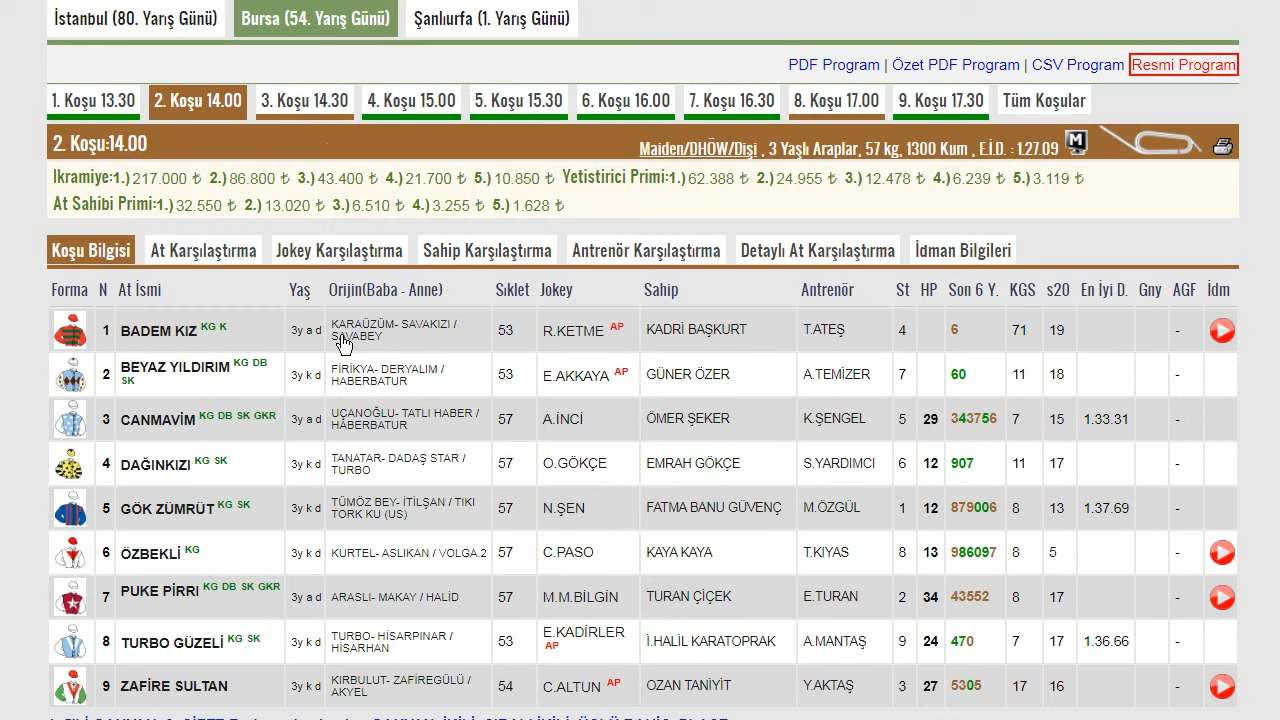 İstanbul (80. Yarış Günü) Bursa (54. Yarış Günü) Şanlıurfa (1. Yarış Günü)
PDF Program | Özet PDF Program | CSV Program Resmi Program
1. Koşu 13.30 2. Koşu 14.00 3. Koşu 14.30 4. Koşu 15.00 5. Koşu 15.30 6. Koşu 16.00 7. Koşu 16.30 8. Koşu 17.00 9. Koşu 17.30 Tüm Koşular
2. Koşu:14.00 Maiden/DHÖW/Dişi , 3 Yaşlı Araplar, 57 kg, 1300 Kum , E.İ.D. : 1.27.09
Ikramiye:1.) 217.000 ₺ 2.) 86.800 ₺ 3.) 43.400 ₺ 4.) 21.700 ₺ 5.) 10.850 ₺ Yetistirici Primi:1.) 62.388 ₺ 2.) 24.955 ₺ 3.) 12.478 ₺ 4.) 6.239 ₺ 5.) 3.119 ₺
At Sahibi Primi:1.) 32.550 ₺ 2.) 13.020 ₺ 3.) 6.510 ₺ 4.) 3.255 ₺ 5.) 1.628 ₺
Koşu Bilgisi At Karşılaştırma Jokey Karşılaştırma Sahip Karşılaştırma Antrenör Karşılaştırma Detaylı At Karşılaştırma İdman Bilgileri
Forma N At İsmi Yaş Orijin(Baba - Anne) Sıklet Jokey Sahip Antrenör St HP Son 6 Y. KGS s20 En İyi D. Gny AGF İdm
1 BADEM KIZ KG K 3y a d KARAÜZÜM- SAVAKIZI / SAVABEY 53 R.KETME AP KADRİ BAŞKURT T.ATEŞ 4 6 71 19 -
2 BEYAZ YILDIRIM KG DB SK 3y k d FİRİKYA- DERYALIM / HABERBATUR 53 E.AKKAYA AP GÜNER ÖZER A.TEMİZER 7 60 11 18 -
3 CANMAVİM KG DB SK GKR 3y a d UÇANOĞLU- TATLI HABER / HABERBATUR 57 A.İNCİ ÖMER ŞEKER K.ŞENGEL 5 29 343756 7 15 1.33.31 -
4 DAĞINKIZI KG SK 3y k d TANATAR- DADAŞ STAR / TURBO 57 O.GÖKÇE EMRAH GÖKÇE S.YARDIMCI 6 12 907 11 17 -
5 GÖK ZÜMRÜT KG SK 3y k d TÜMÖZ BEY- İTİLŞAN / TIKI TORK KU (US) 57 N.ŞEN FATMA BANU GÜVENÇ M.ÖZGÜL 1 12 879006 8 13 1.37.69 -
6 ÖZBEKLİ KG 3y k d KURTEL- ASLIKAN / VOLGA.2 57 C.PASO KAYA KAYA T.KIYAS 8 13 986097 8 5 -
7 PUKE PİRRI KG DB SK GKR 3y a d ARASLI- MAKAY / HALİD 57 M.M.BİLGİN TURAN ÇİÇEK E.TURAN 2 34 43552 8 17 -
8 TURBO GÜZELİ KG SK 3y k d TURBO- HİSARPINAR / HİSARHAN 53 E.KADİRLER AP İ.HALİL KARATOPRAK A.MANTAŞ 9 24 470 7 17 1.36.66 -
9 ZAFİRE SULTAN 3y k d KIRBULUT- ZAFİREGÜLÜ / AKYEL 54 C.ALTUN AP OZAN TANİYİT Y.AKTAŞ 3 27 5305 17 16 -